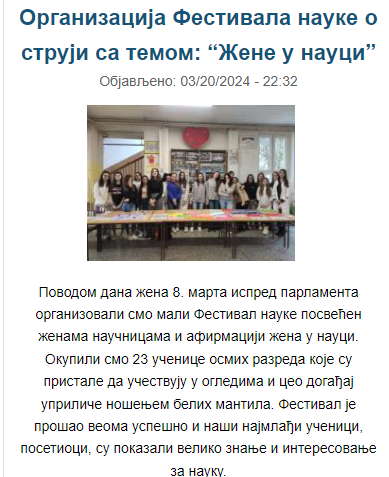 Организација Фестивала науке о
струји са темом: “Жене у науци”
Објављено: 03/20/2024 - 22:32
Поводом дана жена 8. марта испред парламента
организовали смо мали Фестивал науке посвећен
женама научницама и афирмацији жена у науци.
Окупили смо 23 ученице осмих разреда које су
пристале да учествују у огледима и цео догађај
уприличе ношењем белих мантила. Фестивал је
прошао веома успешно и наши најмлађи ученици,
посетиоци, су показали велико знање и интересовање
за науку.